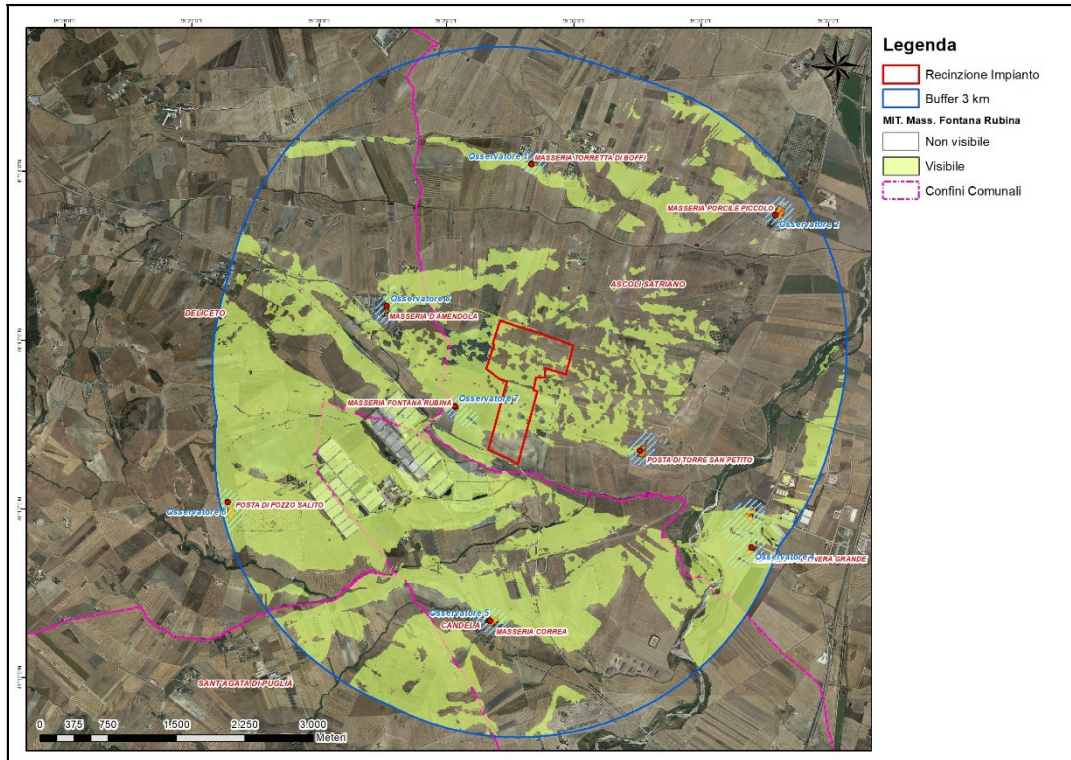 Legenda
Recinzione Impianto
Buffer 3 km
MIT. Mass. Fontana Rubina
Non visibile
Visibile
Confini Comunali
MASSERIA TORRETTA DI BOFFI
MASSERIA PORCILE PICCOLO
Osservatore 2
ASCOLI SATRIANO
Osservatore 8
MASSERIA D'AMENDOLA
DELICETO
MASSERIA FONTANA RUBINA
Osservatore 7
POSTA DI TORRE SAN PETITO
POSTA DI POZZO SALITO
Osservatore 6
Osservatore 4
NERA GRANDE
Osservatore 5
CANDELA
MASSERIA CORREA
SANT'AGATA DI PUGLIA
0 375 750 1.500 2.250 3.000
Meteri